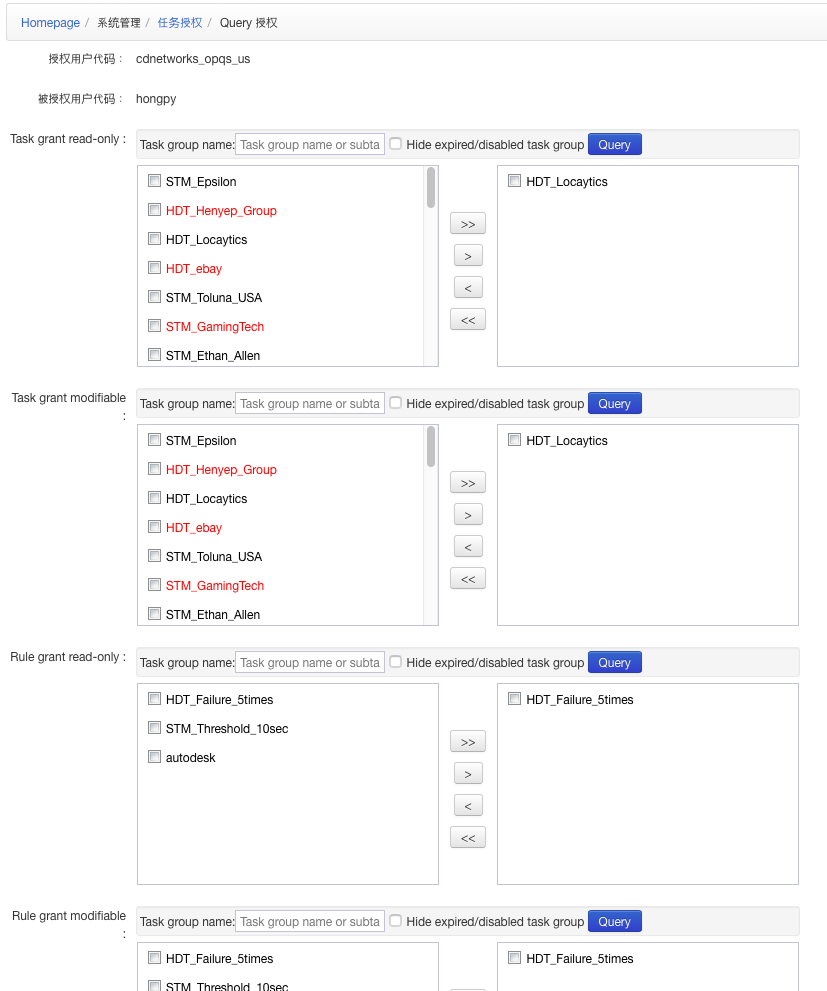 Homepage / 系统管理 / 任务授权 / Query 授权
授权用户代码： cdnetworks_opqs_us
被授权用户代码： hongpy
Task grant read-only : Task group name: Task group name or subta Hide expired/disabled task group Query
STM_Epsilon
HDT_Henyep_Group
HDT_Locaytics
HDT_ebay
STM_Toluna_USA
STM_GamingTech
STM_Ethan_Allen
>>
>
<
<<
HDT_Locaytics
Task grant modifiable : Task group name: Task group name or subta Hide expired/disabled task group Query
STM_Epsilon
HDT_Henyep_Group
HDT_Locaytics
HDT_ebay
STM_Toluna_USA
STM_GamingTech
STM_Ethan_Allen
>>
>
<
<<
HDT_Locaytics
Rule grant read-only : Task group name: Task group name or subta Hide expired/disabled task group Query
HDT_Failure_5times
STM_Threshold_10sec
autodesk
>>
>
<
<<
HDT_Failure_5times
Rule grant modifiable : Task group name: Task group name or subta Hide expired/disabled task group Query
HDT_Failure_5times
STM_Threshold_10sec
HDT_Failure_5times